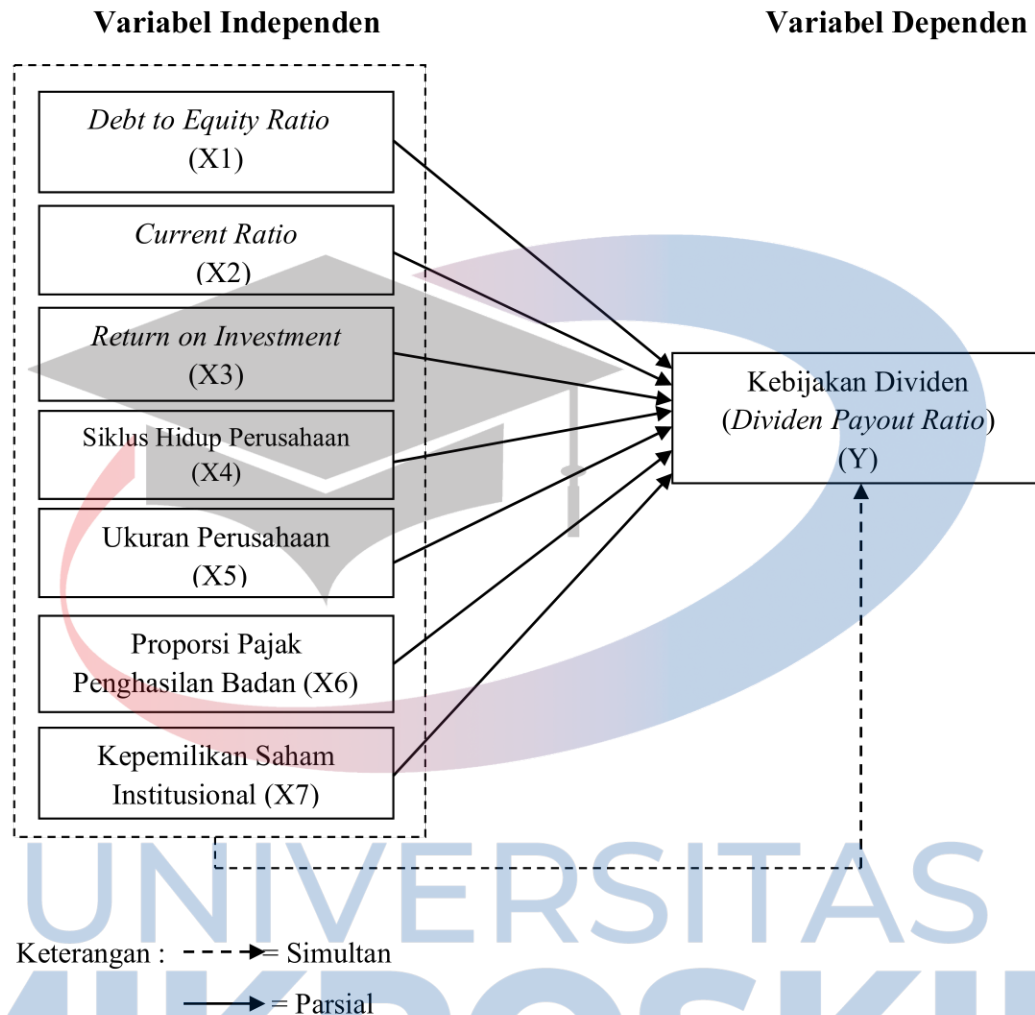 Variabel Independen
Variabel Dependen
Debt to Equity Ratio
(X1)
Current Ratio
(X2)
Return on Investment
(X3)
Siklus Hidup Perusahaan
(X4)
Ukuran Perusahaan
(X5)
Proporsi Pajak
Penghasilan Badan (X6)
Kepemilikan Saham
Institusional (X7)
Kebijakan Dividen
(Dividen Payout Ratio)
(Y)
UNIVERSITAS
Keterangan :
= Simultan
= Parsial